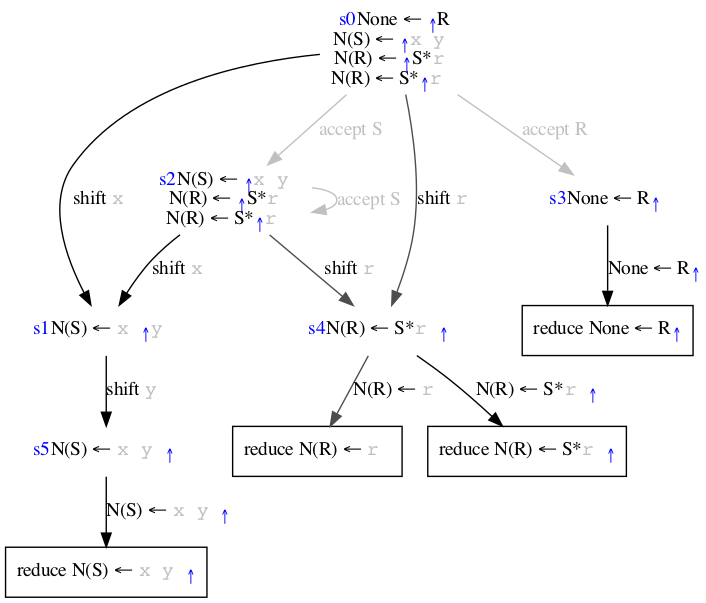 s0None ← ↑R
N(S) ← ↑x y
N(R) ← ↑S*r
N(R) ← S*↑r
accept S
accept R
s2N(S) ← ↑x y
N(R) ← ↑S*r
N(R) ← S*↑r
accept S
shift x
shift r
s3None ← R↑
shift x
shift r
None ← R↑
s1N(S) ← x ↑y
s4N(R) ← S*r ↑
reduce None ← R↑
shift y
N(R) ← r
N(R) ← S*r ↑
s5N(S) ← x y ↑
reduce N(R) ← r
reduce N(R) ← S*r ↑
N(S) ← x y ↑
reduce N(S) ← x y ↑